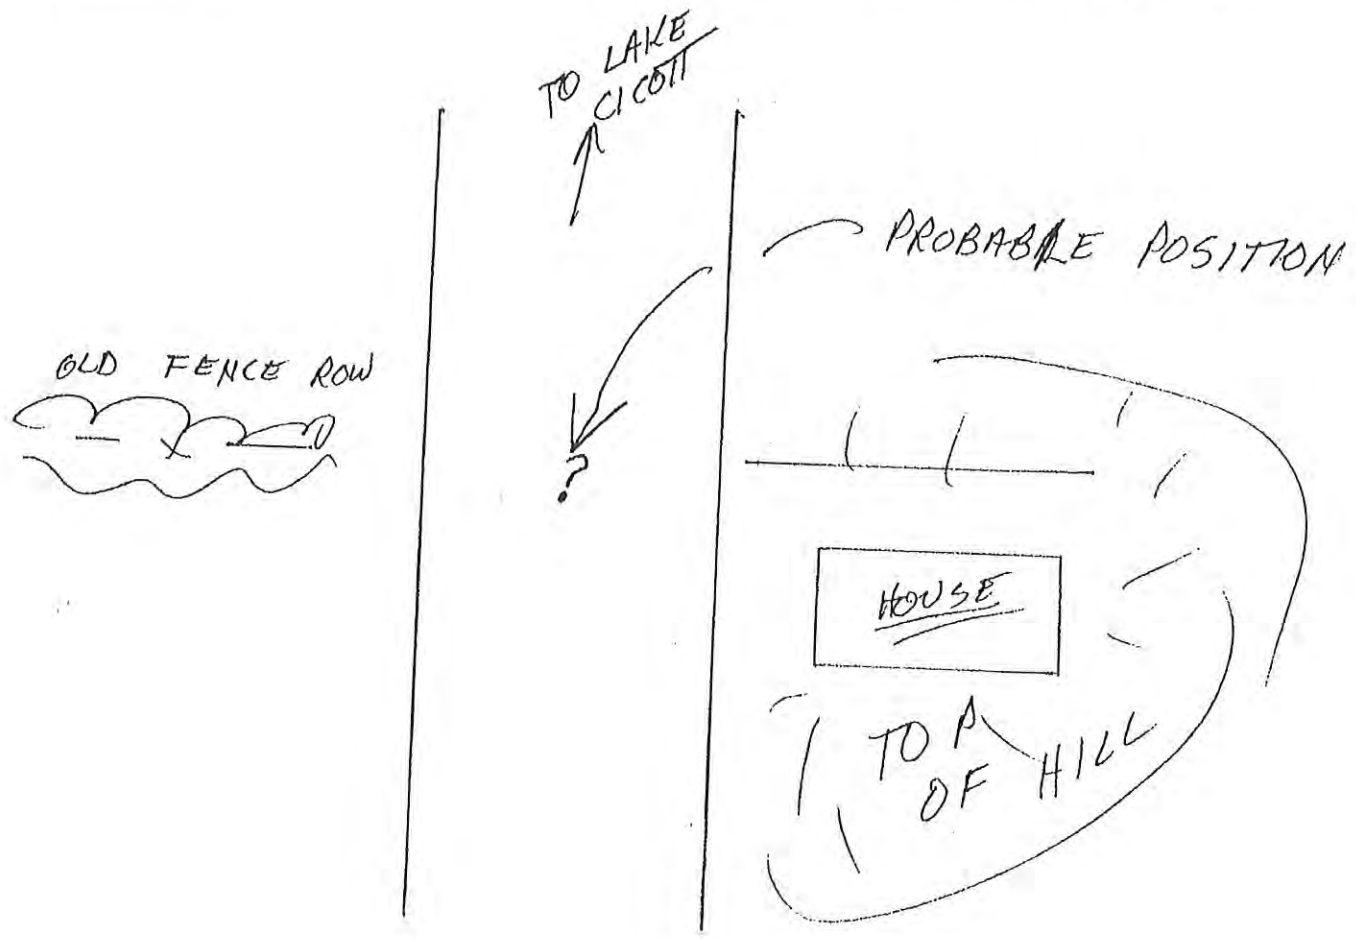 TO LAKE
CICOTT
PROBABLE POSITION
OLD FENCE ROW
?
HOUSE
TOP
OF HILL